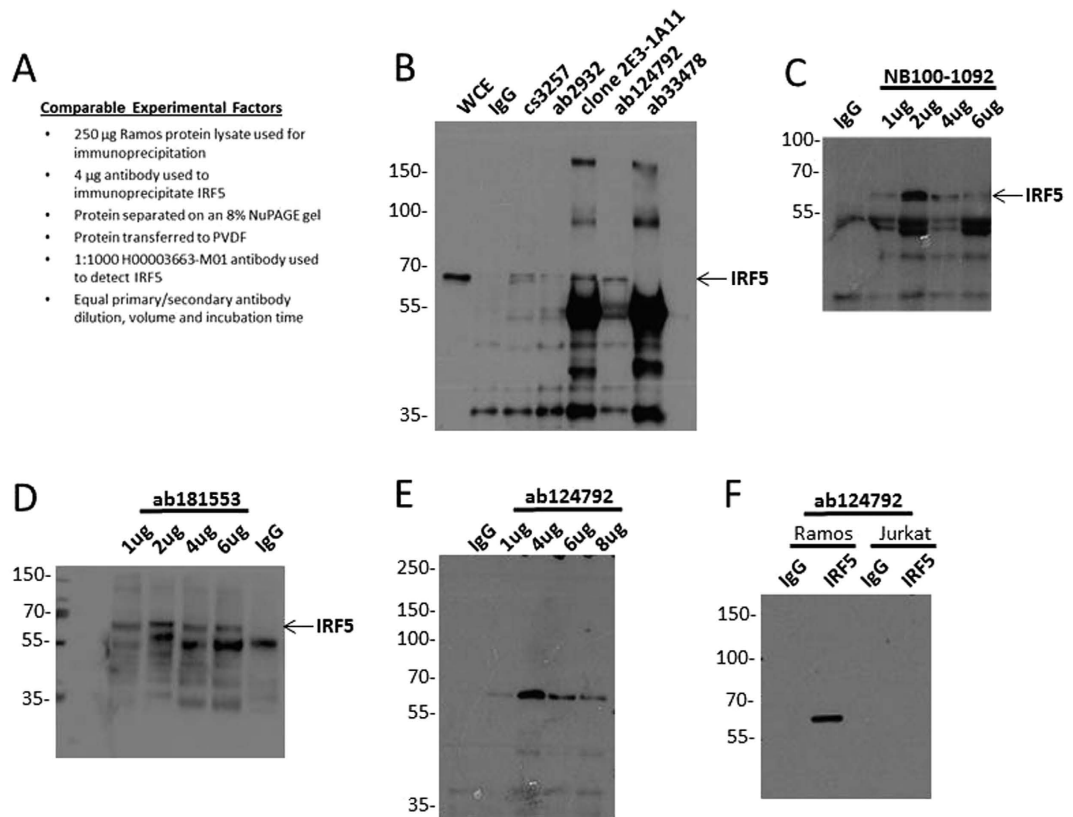 A
Comparable Experimental Factors
• 250 µg Ramos protein lysate used for
immunoprecipitation
• 4 µg antibody used to
immunoprecipitate IRF5
• Protein separated on an 8% NuPAGE gel
• Protein transferred to PVDF
• 1:1000 H00003663-M01 antibody used
to detect IRF5
• Equal primary/secondary antibody
dilution, volume and incubation time
B
WCE IgG cs3257 ab2932 clone 2E3-1A11 ab124792 ab33478
150-
100-
70-
IRF5
55-
35-
C
NB100-1092
IgG 1ug 2ug 4ug 6ug
100-
70-
IRF5
55-
D
ab181553
1ug 2ug 4ug 6ug IgG
150-
70-
IRF5
55-
35-
E
ab124792
IgG 1ug 4ug 6ug 8ug
250-
150-
100-
70-
55-
35-
F
ab124792
Ramos Jurkat
IgG IRF5 IgG IRF5
150-
100-
70-
55-